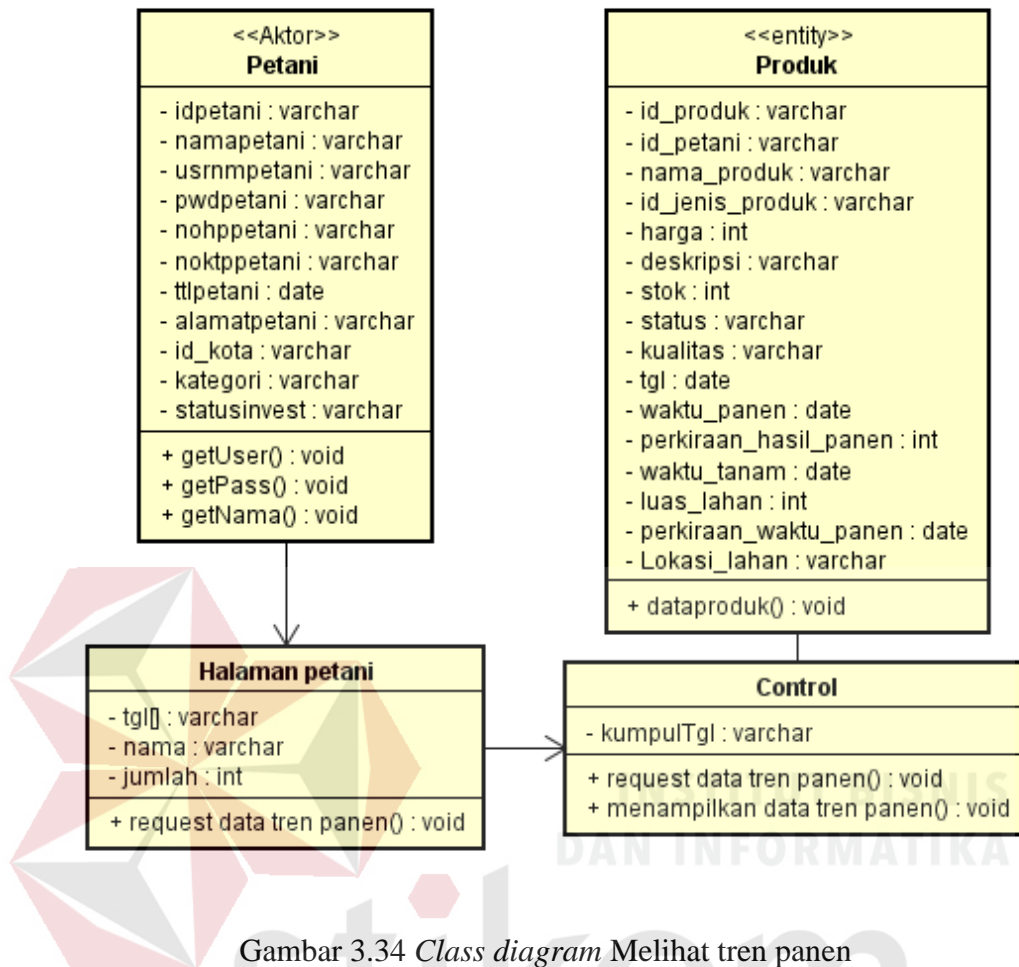 <<Aktor>>
Petani
- idpetani : varchar
- namapetani : varchar
- usrnmpetani : varchar
- pwdpetani : varchar
- nohppetani : varchar
- noktppetani : varchar
- ttlpetani : date
- alamatpetani : varchar
- id_kota : varchar
- kategori : varchar
- statusinvest : varchar
+ getUser() : void
+ getPass() : void
+ getNama() : void
<<entity>>
Produk
- id_produk : varchar
- id_petani : varchar
- nama_produk : varchar
- id_jenis_produk : varchar
- harga : int
- deskripsi : varchar
- stok : int
- status : varchar
- kualitas : varchar
- tgl : date
- waktu_panen : date
- perkiraan_hasil_panen : int
- waktu_tanam : date
- luas_lahan : int
- perkiraan_waktu_panen : date
- Lokasi_lahan : varchar
+ dataproduk() : void
Halaman petani
- tgl[] : varchar
- nama : varchar
- jumlah : int
+ request data tren panen() : void
Control
- kumpulTgl : varchar
+ request data tren panen() : void
+ menampilkan data tren panen() : void
INSTITUT BISNIS
DAN INFORMATIKA
stikom
Gambar 3.34 Class diagram Melihat tren panen